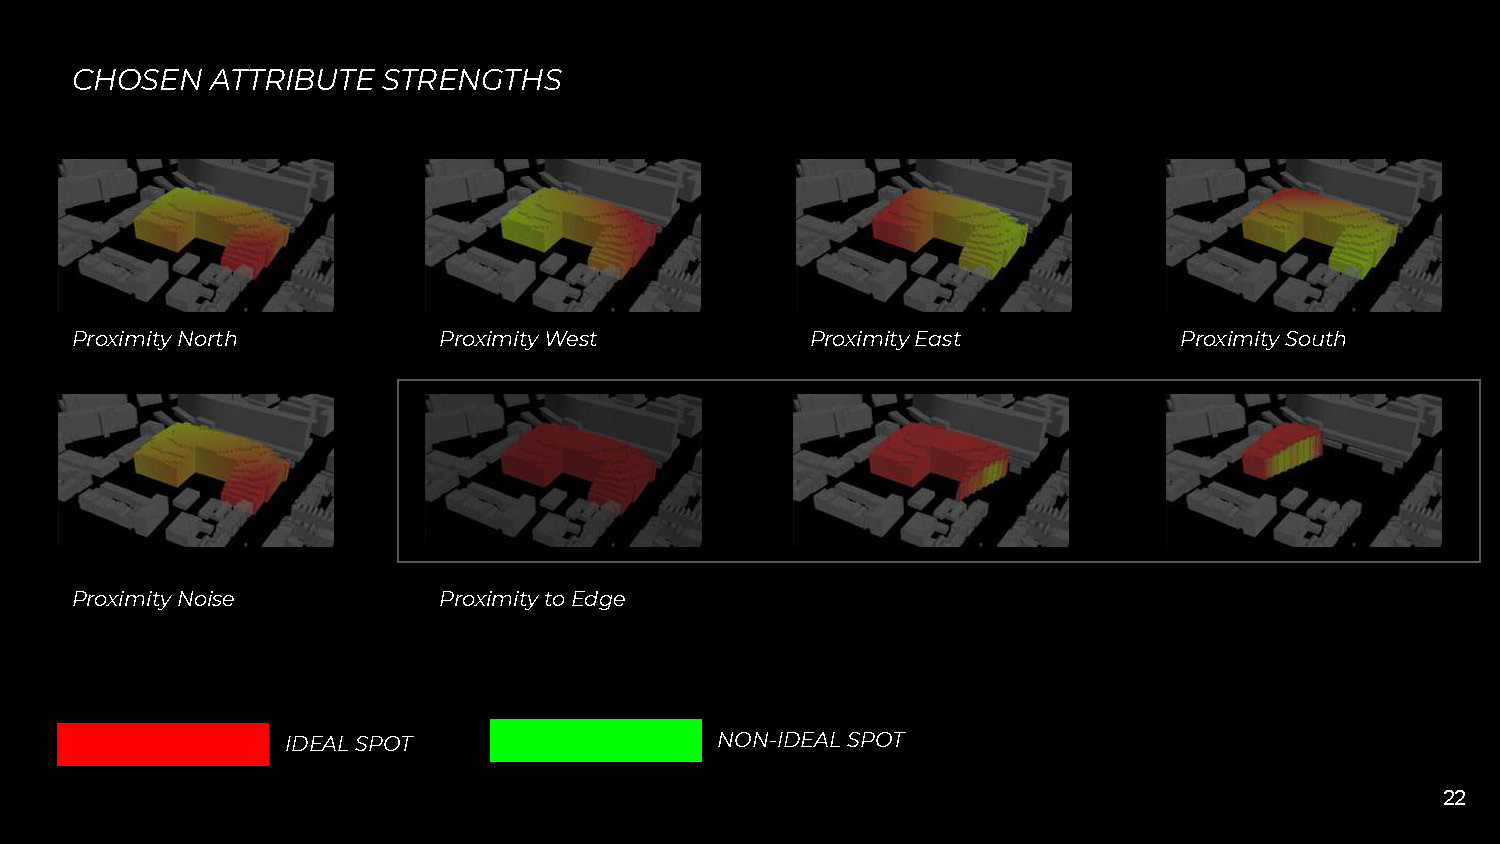 CHOSEN ATTRIBUTE STRENGTHS
Proximity North
Proximity West
Proximity East
Proximity South
Proximity Noise
Proximity to Edge
IDEAL SPOT
NON-IDEAL SPOT
22